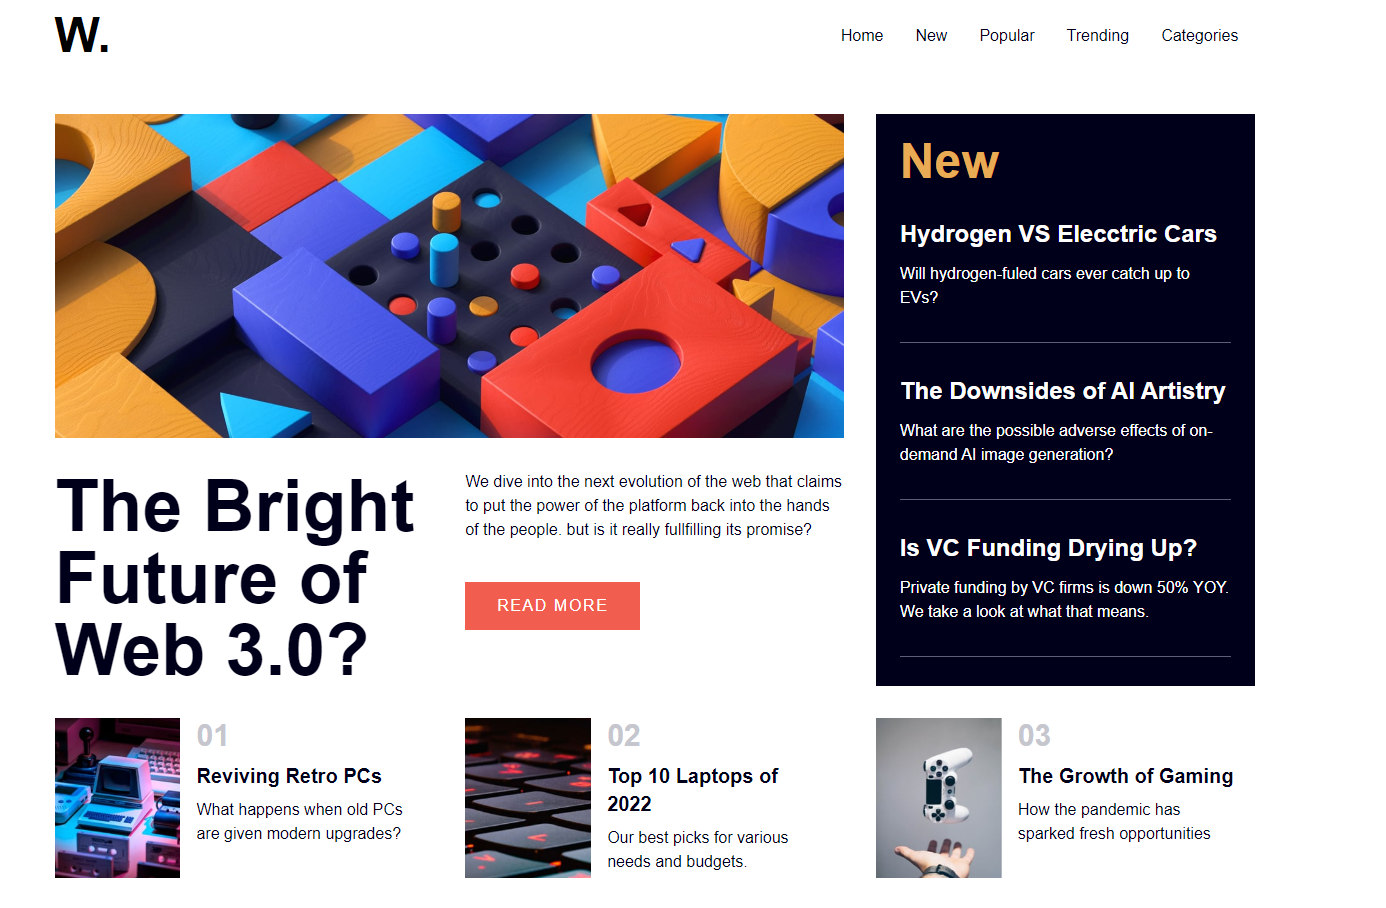 W.
Home New Popular Trending Categories
New
Hydrogen VS Elecctric Cars
Will hydrogen-fuled cars ever catch up to
EVs?
The Downsides of AI Artistry
What are the possible adverse effects of on-
demand AI image generation?
Is VC Funding Drying Up?
Private funding by VC firms is down 50% YOY.
We take a look at what that means.
The Bright
Future of
Web 3.0?
We dive into the next evolution of the web that claims
to put the power of the platform back into the hands
of the people. but is it really fullfilling its promise?
READ MORE
01
Reviving Retro PCs
What happens when old PCs
are given modern upgrades?
02
Top 10 Laptops of
2022
Our best picks for various
needs and budgets.
03
The Growth of Gaming
How the pandemic has
sparked fresh opportunities